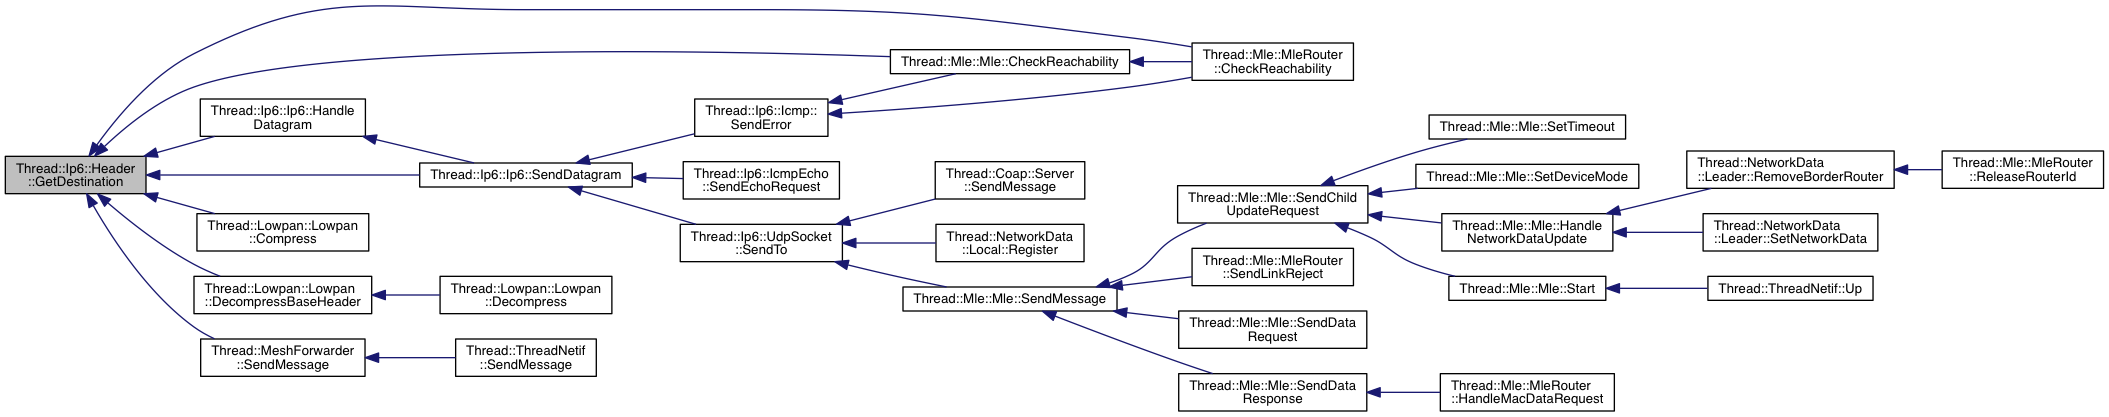 Thread::Ip6::Header
::GetDestination
Thread::Ip6::Ip6::Handle
Datagram
Thread::Lowpan::Lowpan
::Compress
Thread::Lowpan::Lowpan
::DecompressBaseHeader
Thread::MeshForwarder
::SendMessage
Thread::Ip6::Ip6::SendDatagram
Thread::Lowpan::Lowpan
::Decompress
Thread::ThreadNetif
::SendMessage
Thread::Ip6::Icmp::
SendError
Thread::Ip6::IcmpEcho
::SendEchoRequest
Thread::Ip6::UdpSocket
::SendTo
Thread::Mle::Mle::CheckReachability
Thread::Coap::Server
::SendMessage
Thread::NetworkData
::Local::Register
Thread::Mle::Mle::SendMessage
Thread::Mle::MleRouter
::CheckReachability
Thread::Mle::Mle::SendChild
UpdateRequest
Thread::Mle::MleRouter
::SendLinkReject
Thread::Mle::Mle::SendData
Request
Thread::Mle::Mle::SendData
Response
Thread::Mle::Mle::SetTimeout
Thread::Mle::Mle::SetDeviceMode
Thread::Mle::Mle::Handle
NetworkDataUpdate
Thread::Mle::Mle::Start
Thread::Mle::MleRouter
::HandleMacDataRequest
Thread::NetworkData
::Leader::RemoveBorderRouter
Thread::NetworkData
::Leader::SetNetworkData
Thread::ThreadNetif::Up
Thread::Mle::MleRouter
::ReleaseRouterId